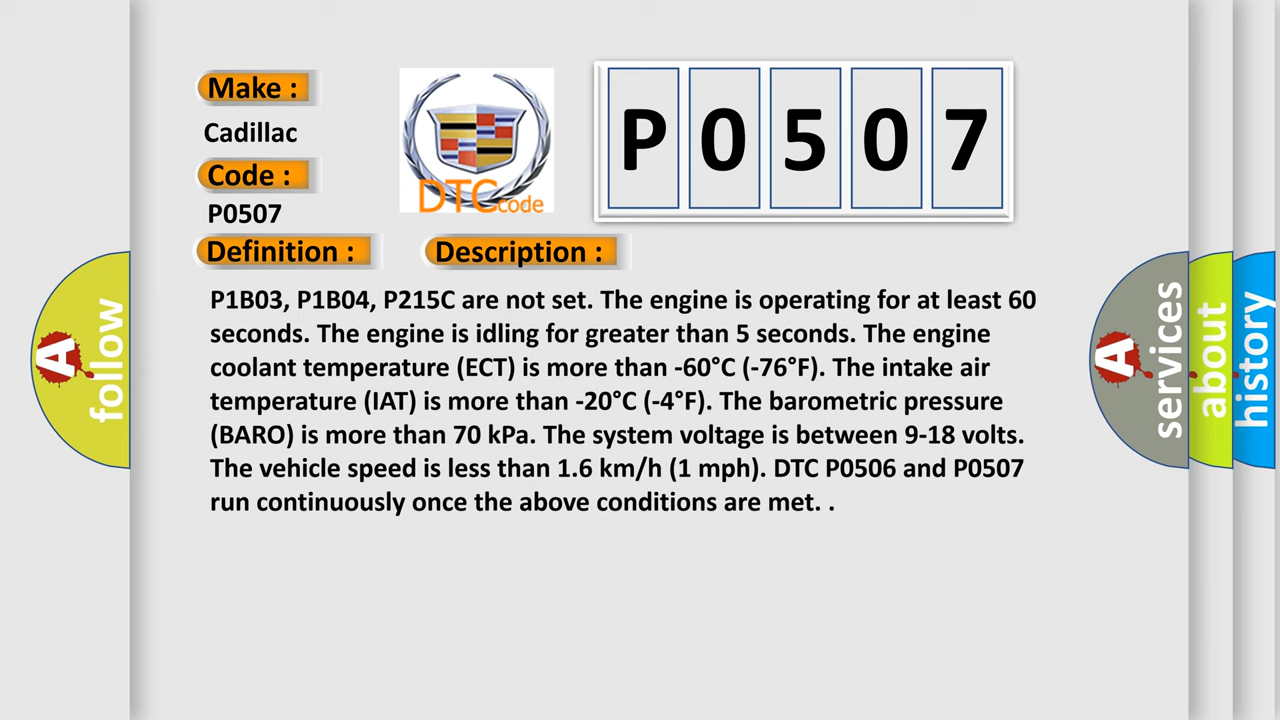 Make :
Cadillac
Code :
P0507
Definition :
Description :
DTC code
P0507
P1B03, P1B04, P215C are not set. The engine is operating for at least 60
seconds. The engine is idling for greater than 5 seconds. The engine
coolant temperature (ECT) is more than -60°C (-76°F). The intake air
temperature (IAT) is more than -20°C (-4°F). The barometric pressure
(BARO) is more than 70 kPa. The system voltage is between 9-18 volts.
The vehicle speed is less than 1.6 km/h (1 mph). DTC P0506 and P0507
run continuously once the above conditions are met. .
A follow
A services
about
history